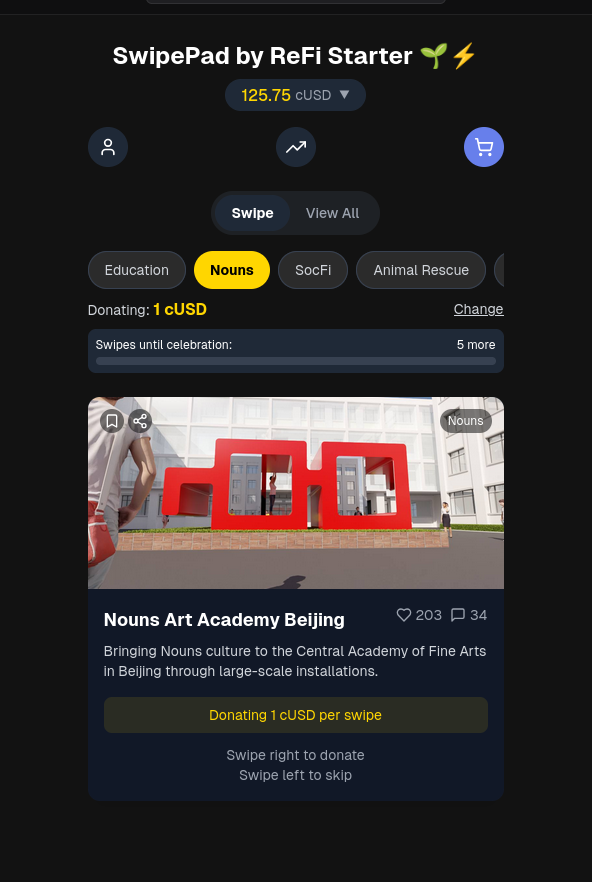 SwipePad by ReFi Starter 🌱⚡
125.75 cUSD ▼
Swipe View All
Education Nouns SocFi Animal Rescue
Donating: 1 cUSD Change
Swipes until celebration: 5 more
Nouns
Nouns Art Academy Beijing 203 34
Bringing Nouns culture to the Central Academy of Fine Arts
in Beijing through large-scale installations.
Donating 1 cUSD per swipe
Swipe right to donate
Swipe left to skip